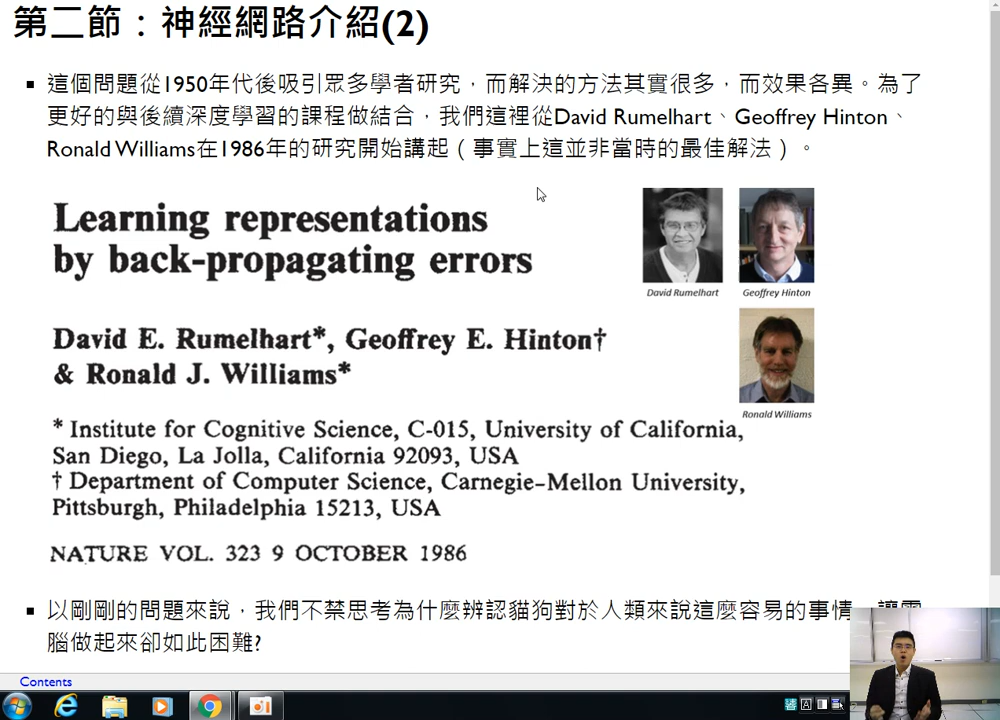 第二節：神經網路介紹(2)
這個問題從1950年代後吸引眾多學者研究，而解決的方法其實很多，而效果各異。為了
更好的與後續深度學習的課程做結合，我們這裡從David Rumelhart、Geoffrey Hinton、
Ronald Williams在1986年的研究開始講起（事實上這並非當時的最佳解法）。
Learning representations
by back-propagating errors
David Rumelhart
Geoffrey Hinton
David E. Rumelhart*, Geoffrey E. Hinton†
& Ronald J. Williams*
Ronald Williams
* Institute for Cognitive Science, C-015, University of California,
San Diego, La Jolla, California 92093, USA
† Department of Computer Science, Carnegie-Mellon University,
Pittsburgh, Philadelphia 15213, USA
NATURE VOL. 323 9 OCTOBER 1986
以剛剛的問題來說，我們不禁思考為什麼辨認貓狗對於人類來說這麼容易的事情
腦做起來卻如此困難?
Contents